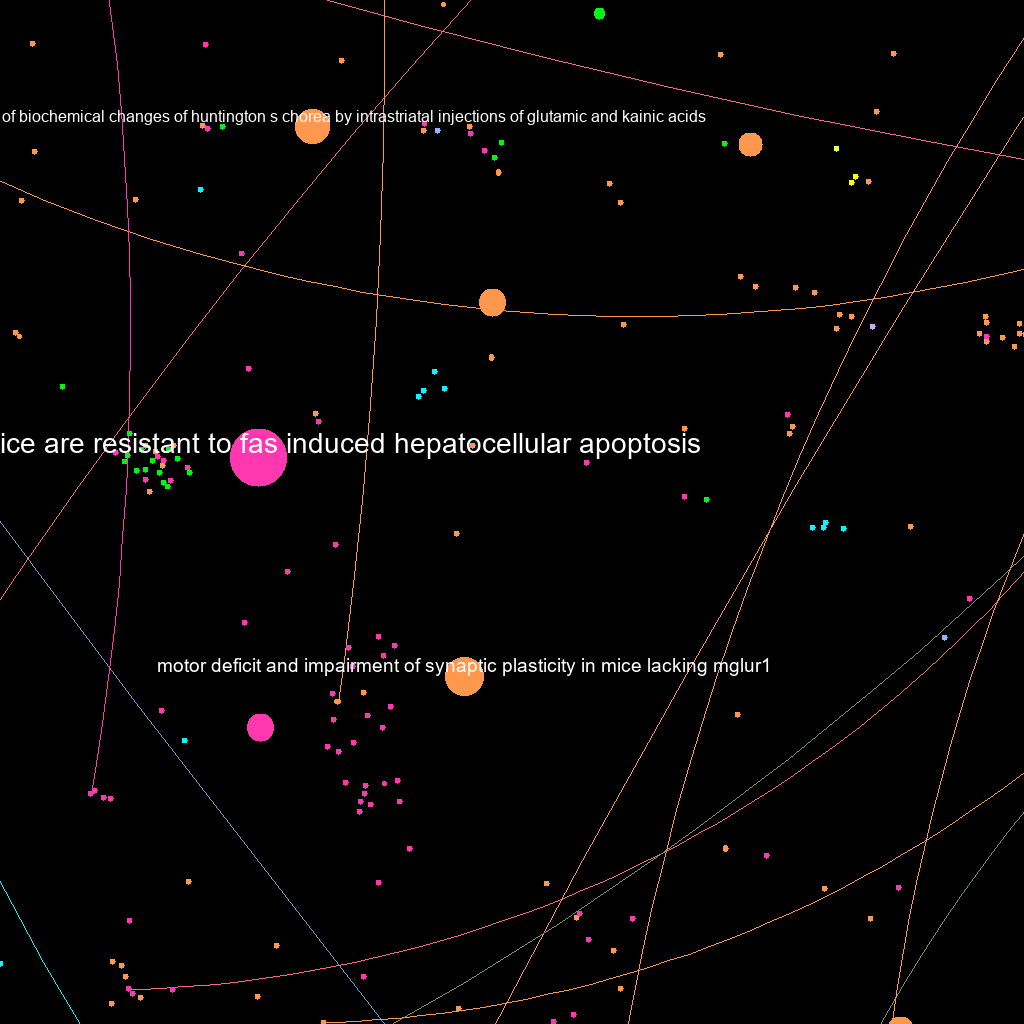 of biochemical changes of huntington s chorea by intrastriatal injections of glutamic and kainic acids
ice are resistant to fas induced hepatocellular apoptosis
motor deficit and impairment of synaptic plasticity in mice lacking mglur1